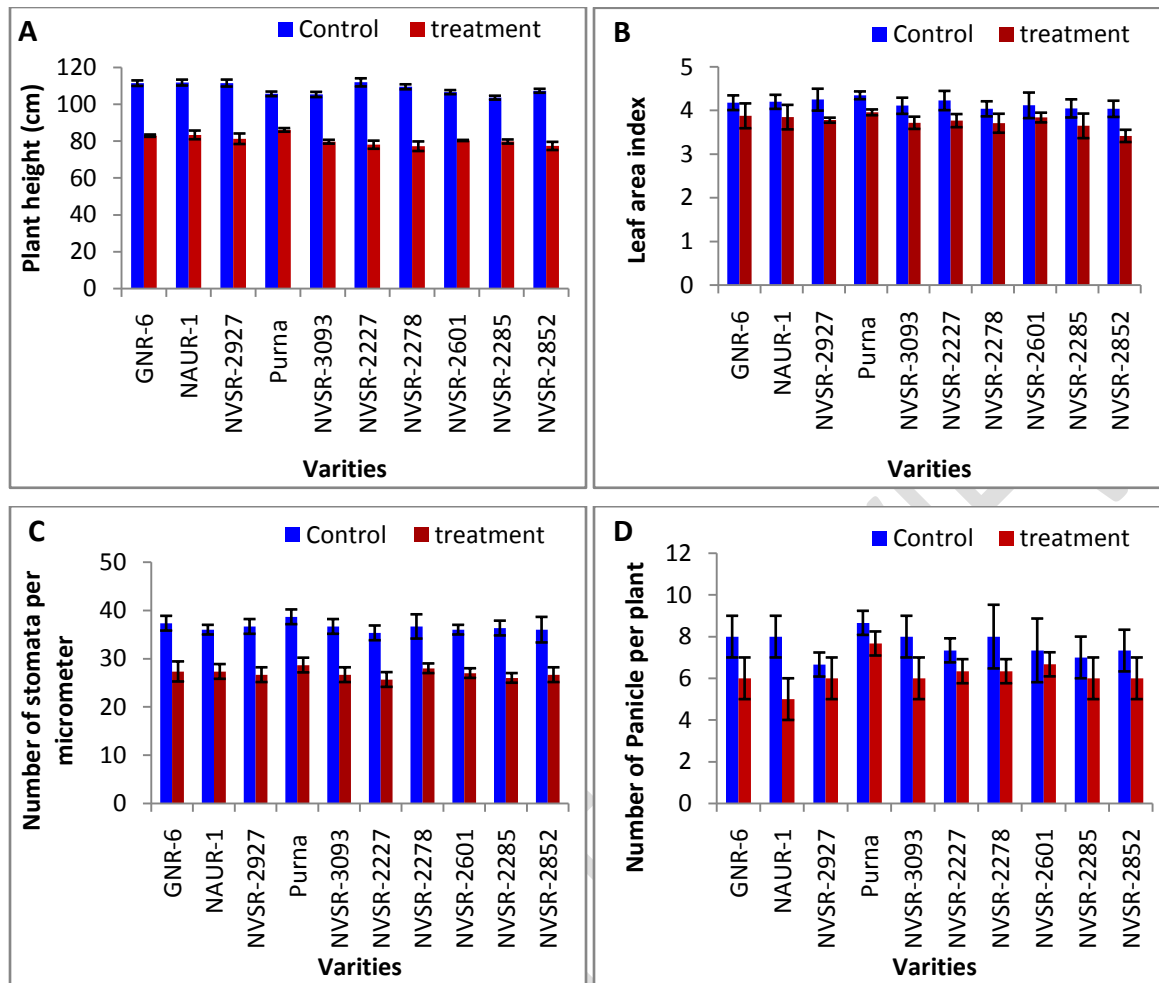 A
Control treatment
Plant height (cm)
120
100
80
60
40
20
0
GNR-6
NAUR-1
NVSR-2927
Purna
NVSR-3093
NVSR-2227
NVSR-2278
NVSR-2601
NVSR-2285
NVSR-2852
Varities
B
Control treatment
Leaf area index
5
4
3
2
1
0
GNR-6
NAUR-1
NVSR-2927
Purna
NVSR-3093
NVSR-2227
NVSR-2278
NVSR-2601
NVSR-2285
NVSR-2852
Varities
C
Control treatment
Number of stomata per
micrometer
50
40
30
20
10
0
GNR-6
NAUR-1
NVSR-2927
Purna
NVSR-3093
NVSR-2227
NVSR-2278
NVSR-2601
NVSR-2285
NVSR-2852
Varities
D
Control treatment
Number of Panicle per plant
12
10
8
6
4
2
0
GNR-6
NAUR-1
NVSR-2927
Purna
NVSR-3093
NVSR-2227
NVSR-2278
NVSR-2601
NVSR-2285
NVSR-2852
Varities